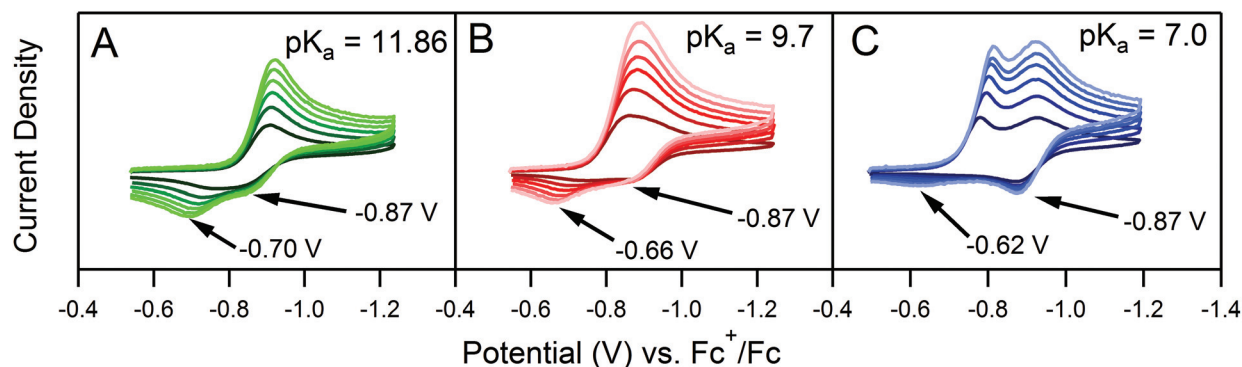 A
pKa = 11.86
-0.87 V
-0.70 V
B
pKa = 9.7
-0.87 V
-0.66 V
C
pKa = 7.0
-0.87 V
-0.62 V
Current Density
-0.4 -0.6 -0.8 -1.0 -1.2 -0.4 -0.6 -0.8 -1.0 -1.2 -0.4 -0.6 -0.8 -1.0 -1.2 -1.4
Potential (V) vs. Fc+/Fc